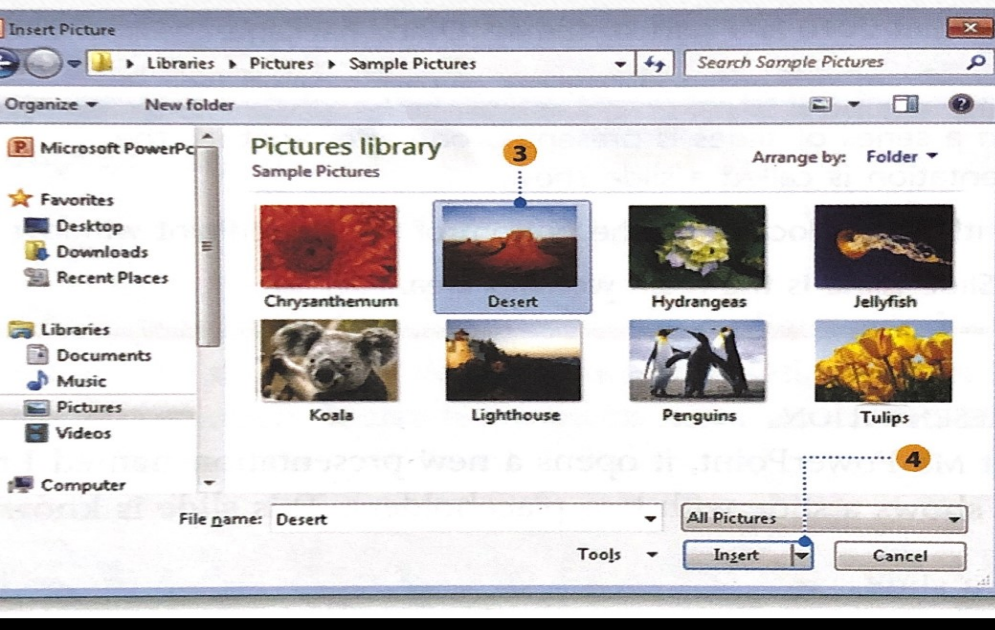 Insert Picture
Libraries ▸ Pictures ▸ Sample Pictures
Search Sample Pictures
Organize
New folder
Microsoft PowerPo
Pictures library
Sample Pictures
3
Arrange by: Folder
Favorites
Desktop
Downloads
Recent Places
Libraries
Documents
Music
Pictures
Videos
Computer
Chrysanthemum
Desert
Hydrangeas
Jellyfish
Koala
Lighthouse
Penguins
Tulips
4
File name: Desert
All Pictures
Tools
Insert
Cancel